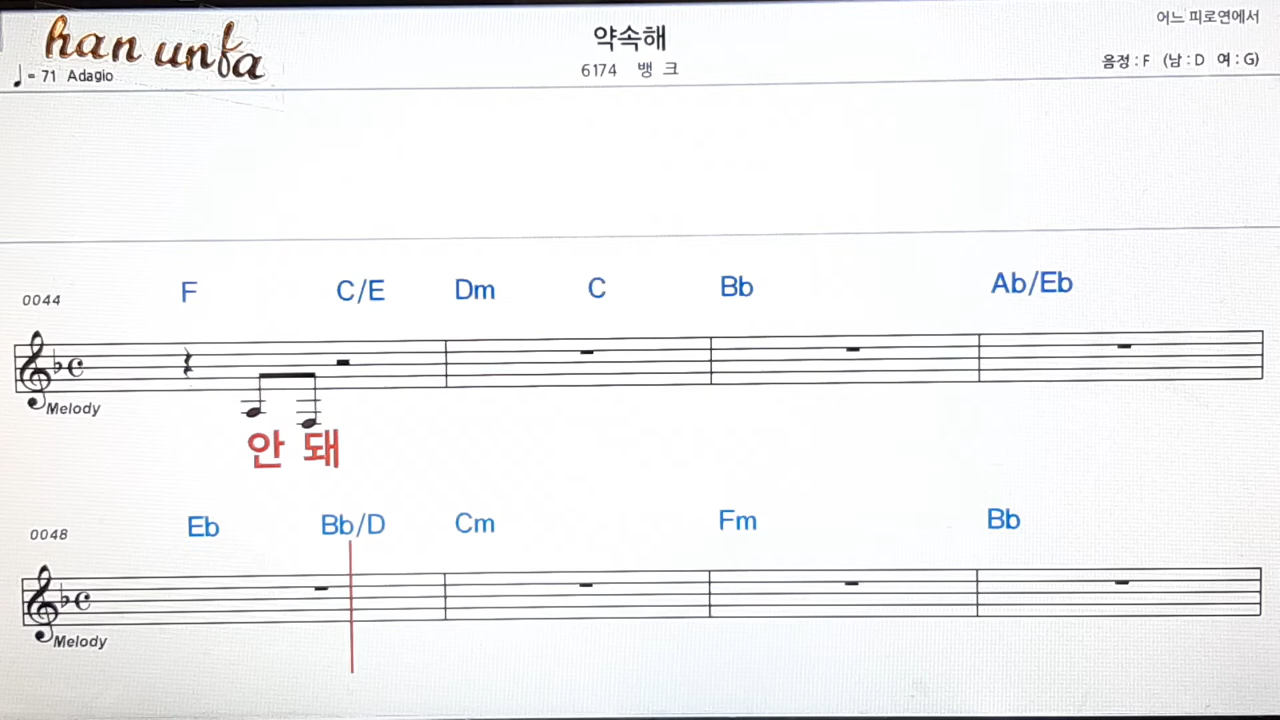 han unfa
♩= 71 Adagio
약속해
6174 뱅 크
어느 피로연에서
음정 : F (남 : D 여 : G)
0044 F C/E Dm C Bb Ab/Eb
Melody
안 돼
0048 Eb Bb/D Cm Fm Bb
Melody